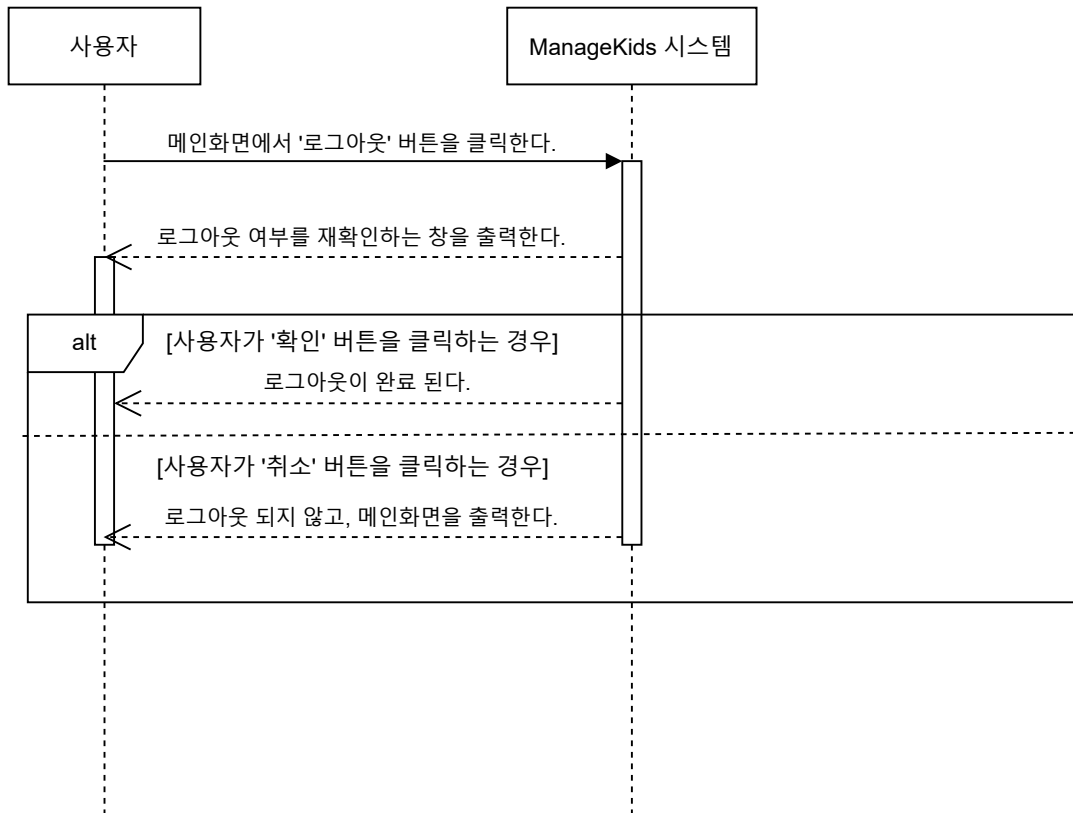 사용자
ManageKids 시스템
메인화면에서 '로그아웃' 버튼을 클릭한다.
로그아웃 여부를 재확인하는 창을 출력한다.
alt
[사용자가 '확인' 버튼을 클릭하는 경우]
로그아웃이 완료 된다.
[사용자가 '취소' 버튼을 클릭하는 경우]
로그아웃 되지 않고, 메인화면을 출력한다.